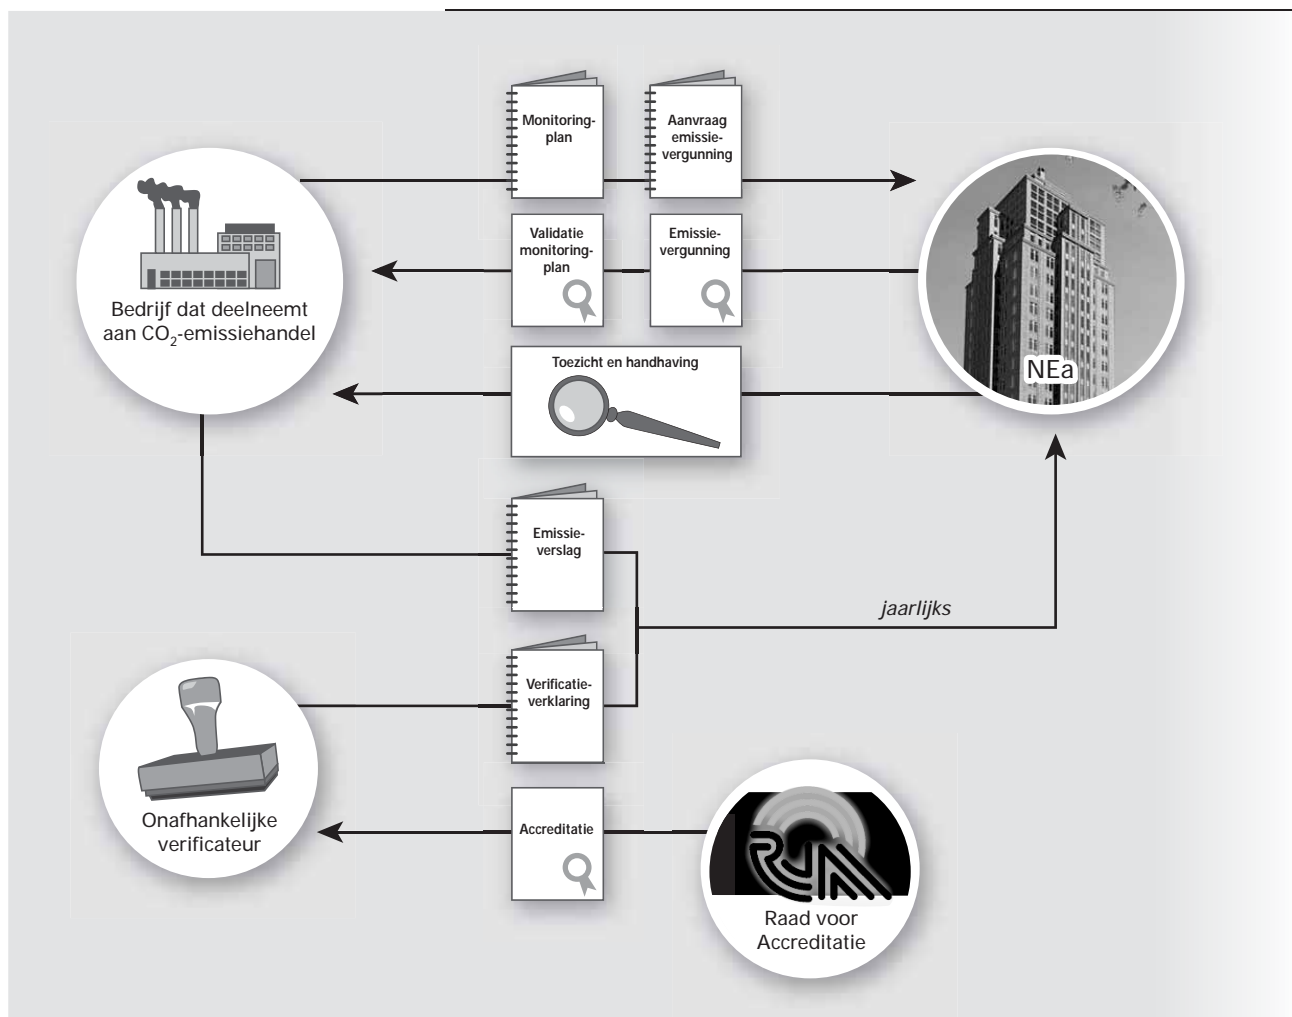 Monitoring-
plan
Aanvraag
emissie-
vergunning
Validatie
monitoring-
plan
Emissie-
vergunning
Bedrijf dat deelneemt
aan CO₂-emissiehandel
NEa
Toezicht en handhaving
Emissie-
verslag
jaarlijks
Verificatie-
verklaring
Onafhankelijke
verificateur
Accreditatie
RvA
Raad voor
Accreditatie